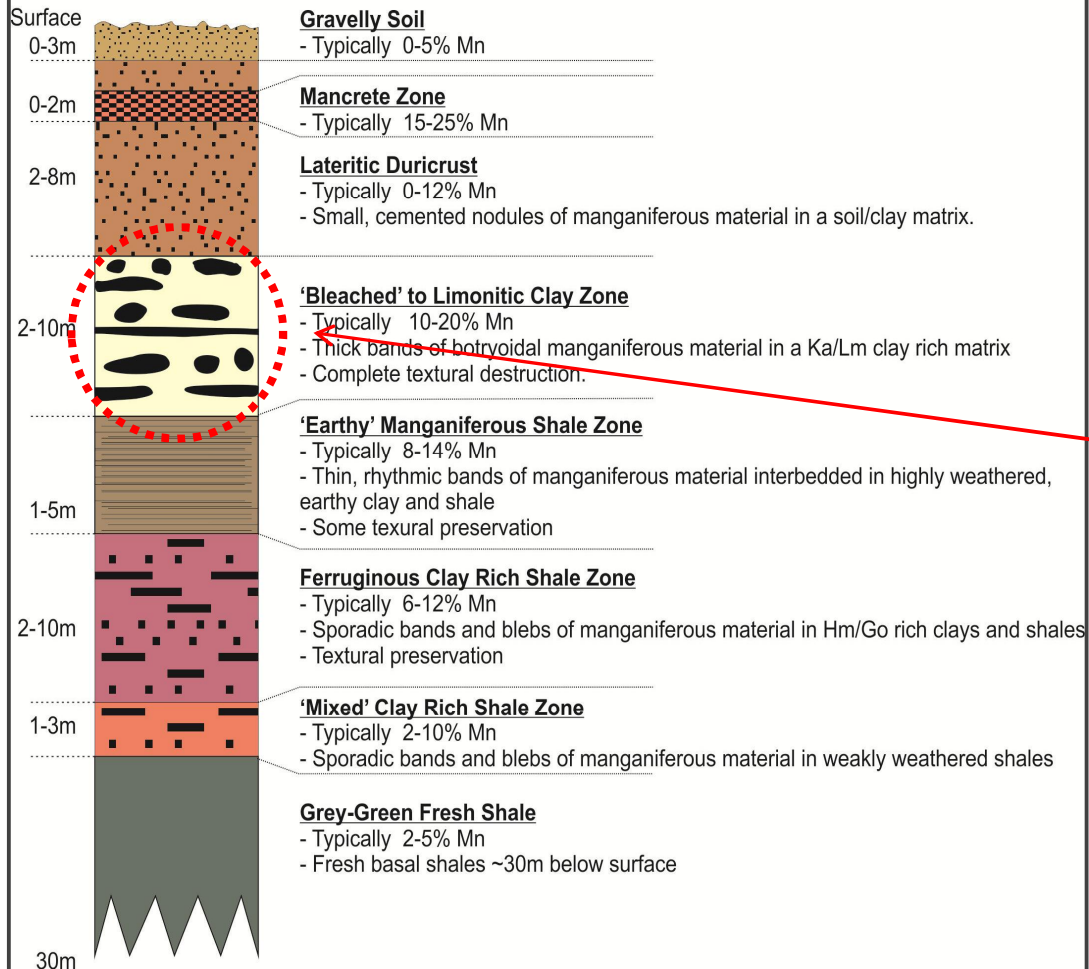 Surface
0-3m
Gravelly Soil
- Typically 0-5% Mn
0-2m
Mancrete Zone
- Typically 15-25% Mn
2-8m
Lateritic Duricrust
- Typically 0-12% Mn
- Small, cemented nodules of manganiferous material in a soil/clay matrix.
2-10m
'Bleached' to Limonitic Clay Zone
- Typically 10-20% Mn
- Thick bands of botryoidal manganiferous material in a Ka/Lm clay rich matrix
- Complete textural destruction.
1-5m
'Earthy' Manganiferous Shale Zone
- Typically 8-14% Mn
- Thin, rhythmic bands of manganiferous material interbedded in highly weathered,
earthy clay and shale
- Some texural preservation
2-10m
Ferruginous Clay Rich Shale Zone
- Typically 6-12% Mn
- Sporadic bands and blebs of manganiferous material in Hm/Go rich clays and shales
- Textural preservation
1-3m
'Mixed' Clay Rich Shale Zone
- Typically 2-10% Mn
- Sporadic bands and blebs of manganiferous material in weakly weathered shales
Grey-Green Fresh Shale
- Typically 2-5% Mn
- Fresh basal shales ~30m below surface
30m